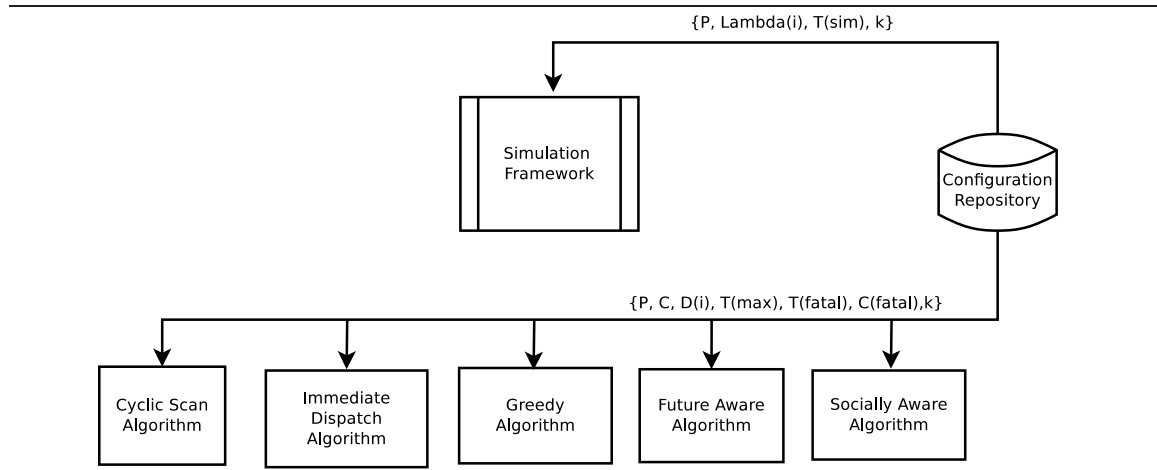 {P, Lambda(i), T(sim), k}
Simulation
Framework
Configuration
Repository
{P, C, D(i), T(max), T(fatal), C(fatal),k}
Cyclic Scan
Algorithm
Immediate
Dispatch
Algorithm
Greedy
Algorithm
Future Aware
Algorithm
Socially Aware
Algorithm